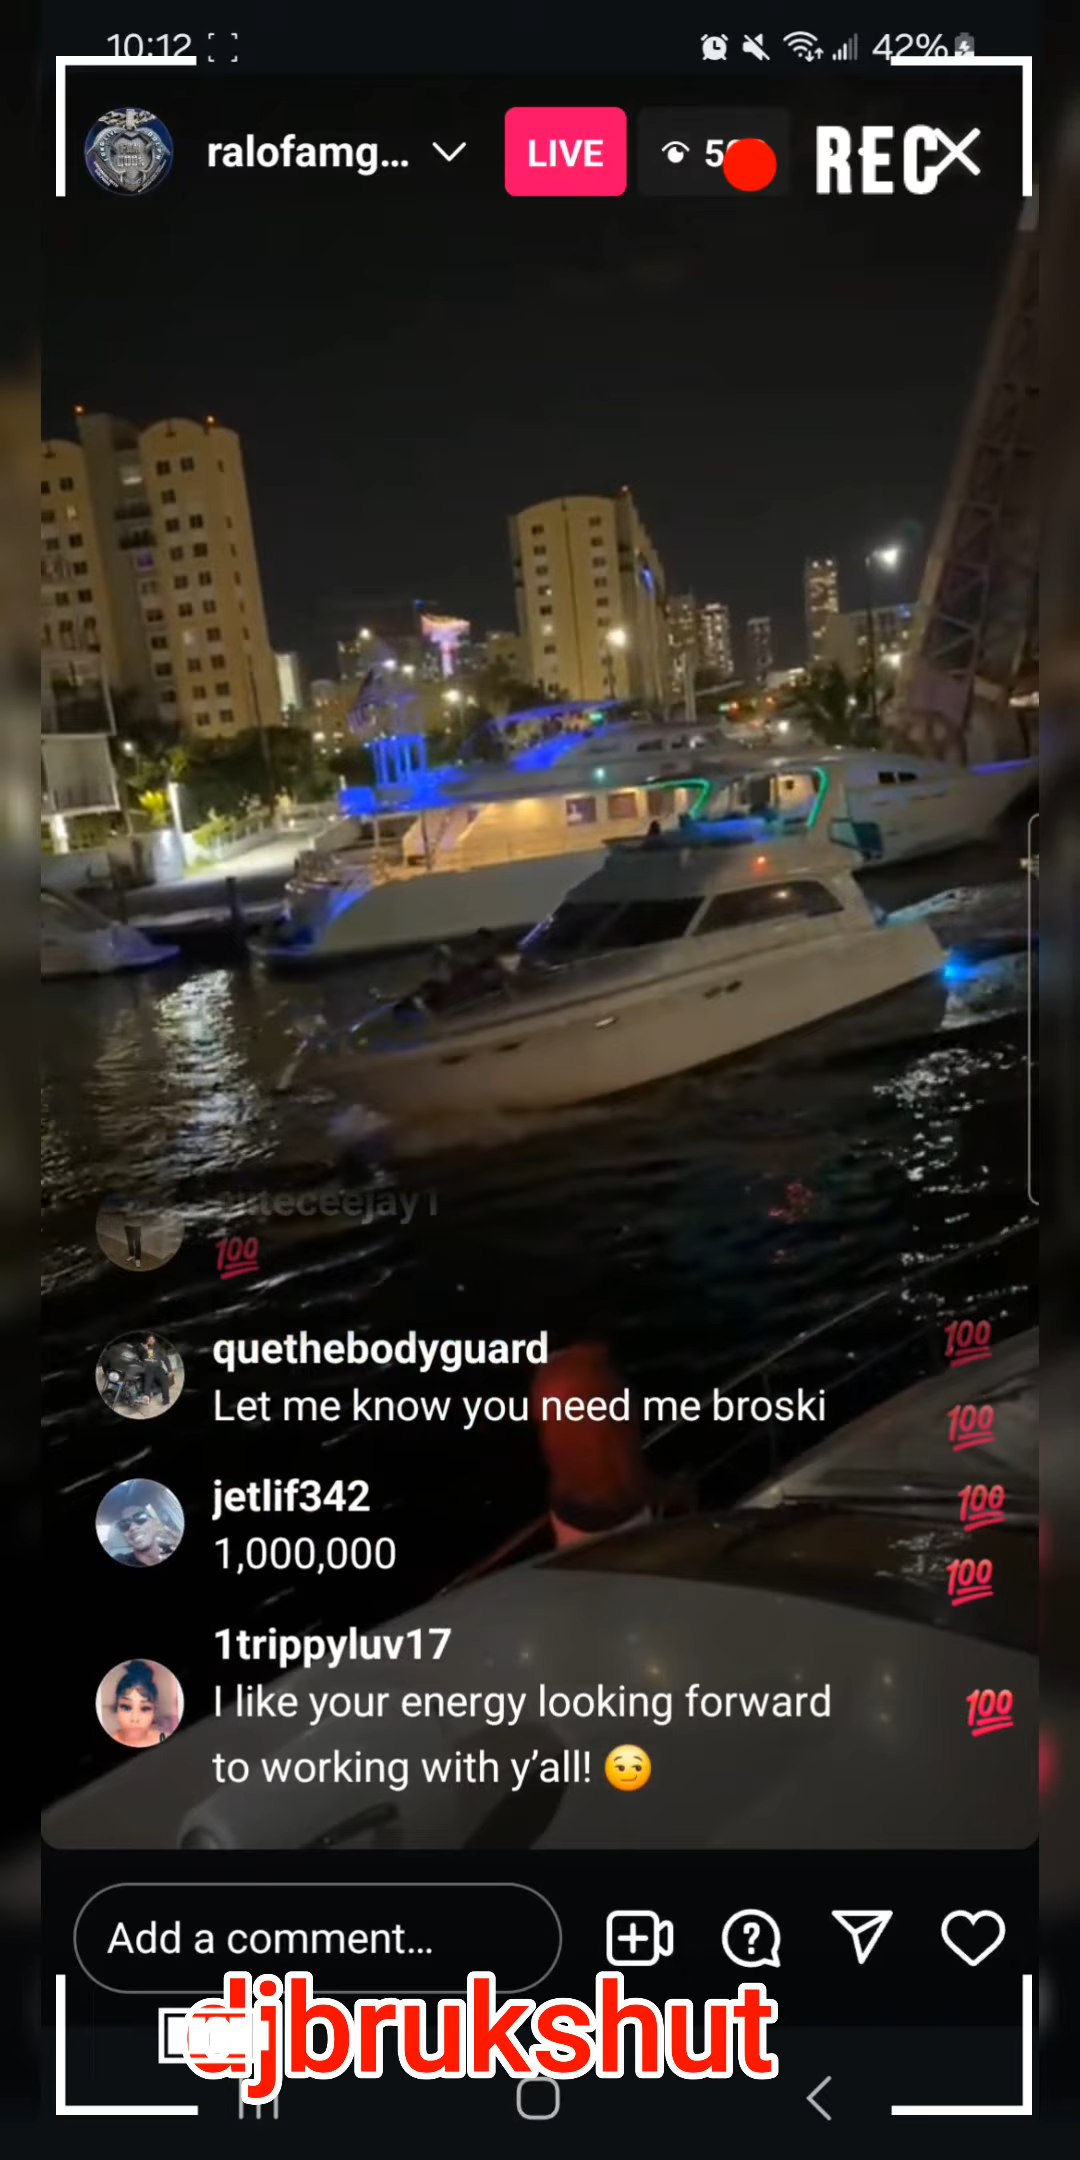 10:12
42%
ralofamg...
LIVE
REC
100
quethebodyguard
Let me know you need me broski
100
100
jetlif342
1,000,000
100
100
1trippyluv17
I like your energy looking forward
to working with y'all! 😏
100
Add a comment...
djbrukshut